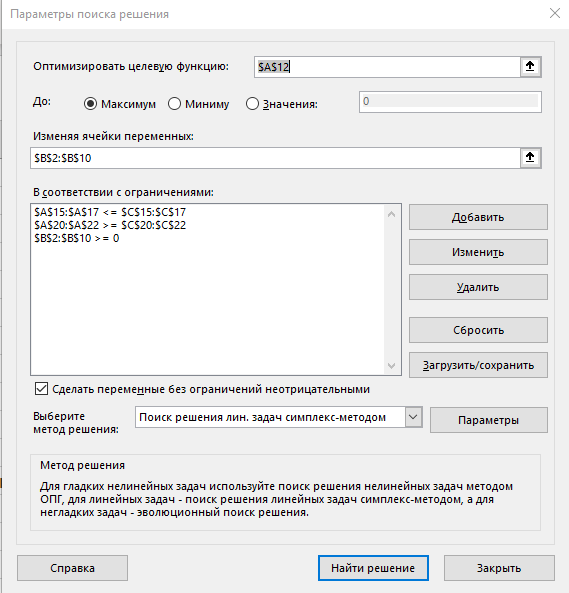 Параметры поиска решения
Оптимизировать целевую функцию:
$A$12
До:
Максимум
Миниму
Значения:
0
Изменяя ячейки переменных:
$B$2:$B$10
В соответствии с ограничениями:
$A$15:$A$17 <= $C$15:$C$17
$A$20:$A$22 >= $C$20:$C$22
$B$2:$B$10 >= 0
Добавить
Изменить
Удалить
Сбросить
Загрузить/сохранить
Сделать переменные без ограничений неотрицательными
Выберите
метод решения:
Поиск решения лин. задач симплекс-методом
Параметры
Метод решения
Для гладких нелинейных задач используйте поиск решения нелинейных задач методом
ОПГ, для линейных задач - поиск решения линейных задач симплекс-методом, а для
негладких задач - эволюционный поиск решения.
Справка
Найти решение
Закрыть